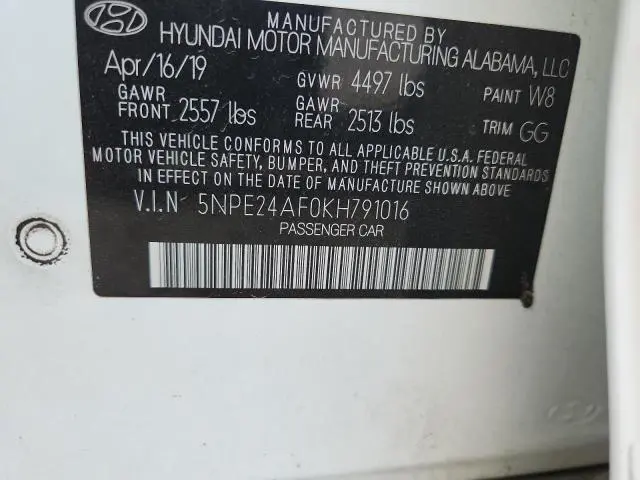 MANUFACTURED BY
HYUNDAI MOTOR MANUFACTURING ALABAMA, LLC
Apr/16/19 GVWR 4497 lbs PAINT W8
GAWR FRONT 2557 lbs GAWR REAR 2513 lbs TRIM GG
THIS VEHICLE CONFORMS TO ALL APPLICABLE U.S.A. FEDERAL
MOTOR VEHICLE SAFETY, BUMPER, AND THEFT PREVENTION STANDARDS
IN EFFECT ON THE DATE OF MANUFACTURE SHOWN ABOVE
V.I.N 5NPE24AF0KH791016
PASSENGER CAR